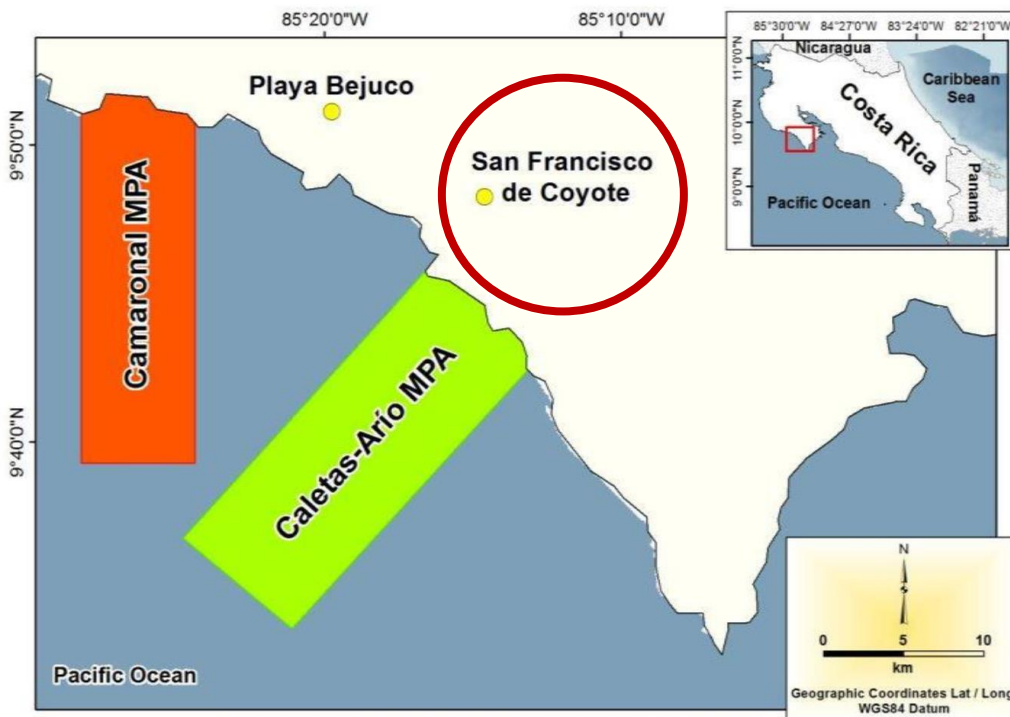 85°20'0"W
85°10'0"W
9°50'0"N
9°40'0"N
Playa Bejuco
San Francisco
de Coyote
Camaronal MPA
Caletas-Arío MPA
Pacific Ocean
85°30'0"W 84°27'0"W 83°24'0"W 82°21'0"W
11°0'0"N
10°0'0"N
9°0'0"N
Nicaragua
Caribbean
Sea
Costa Rica
Panamá
Pacific Ocean
N
0 5 10
km
Geographic Coordinates Lat / Long
WGS84 Datum